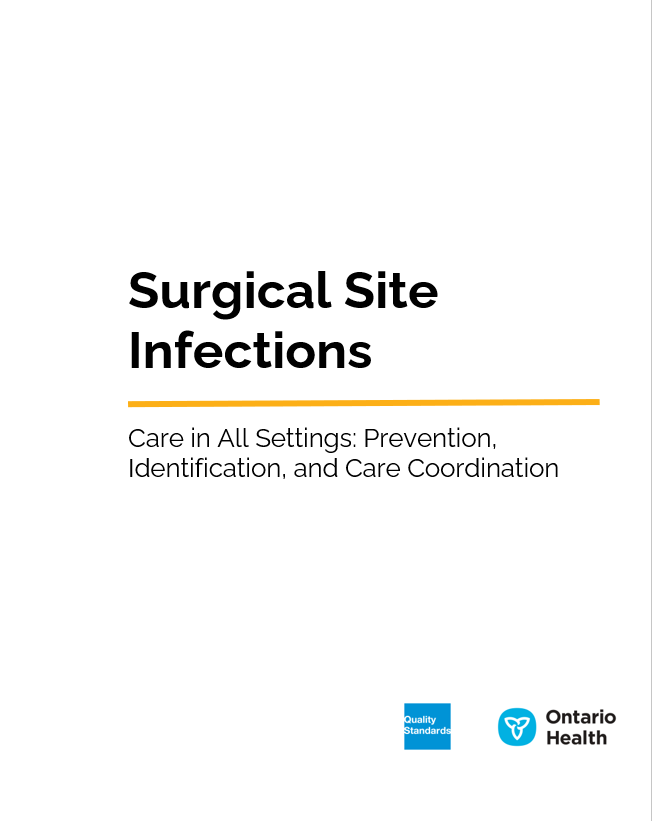 Surgical Site
Infections
Care in All Settings: Prevention,
Identification, and Care Coordination
Quality
Standards
Ontario
Health